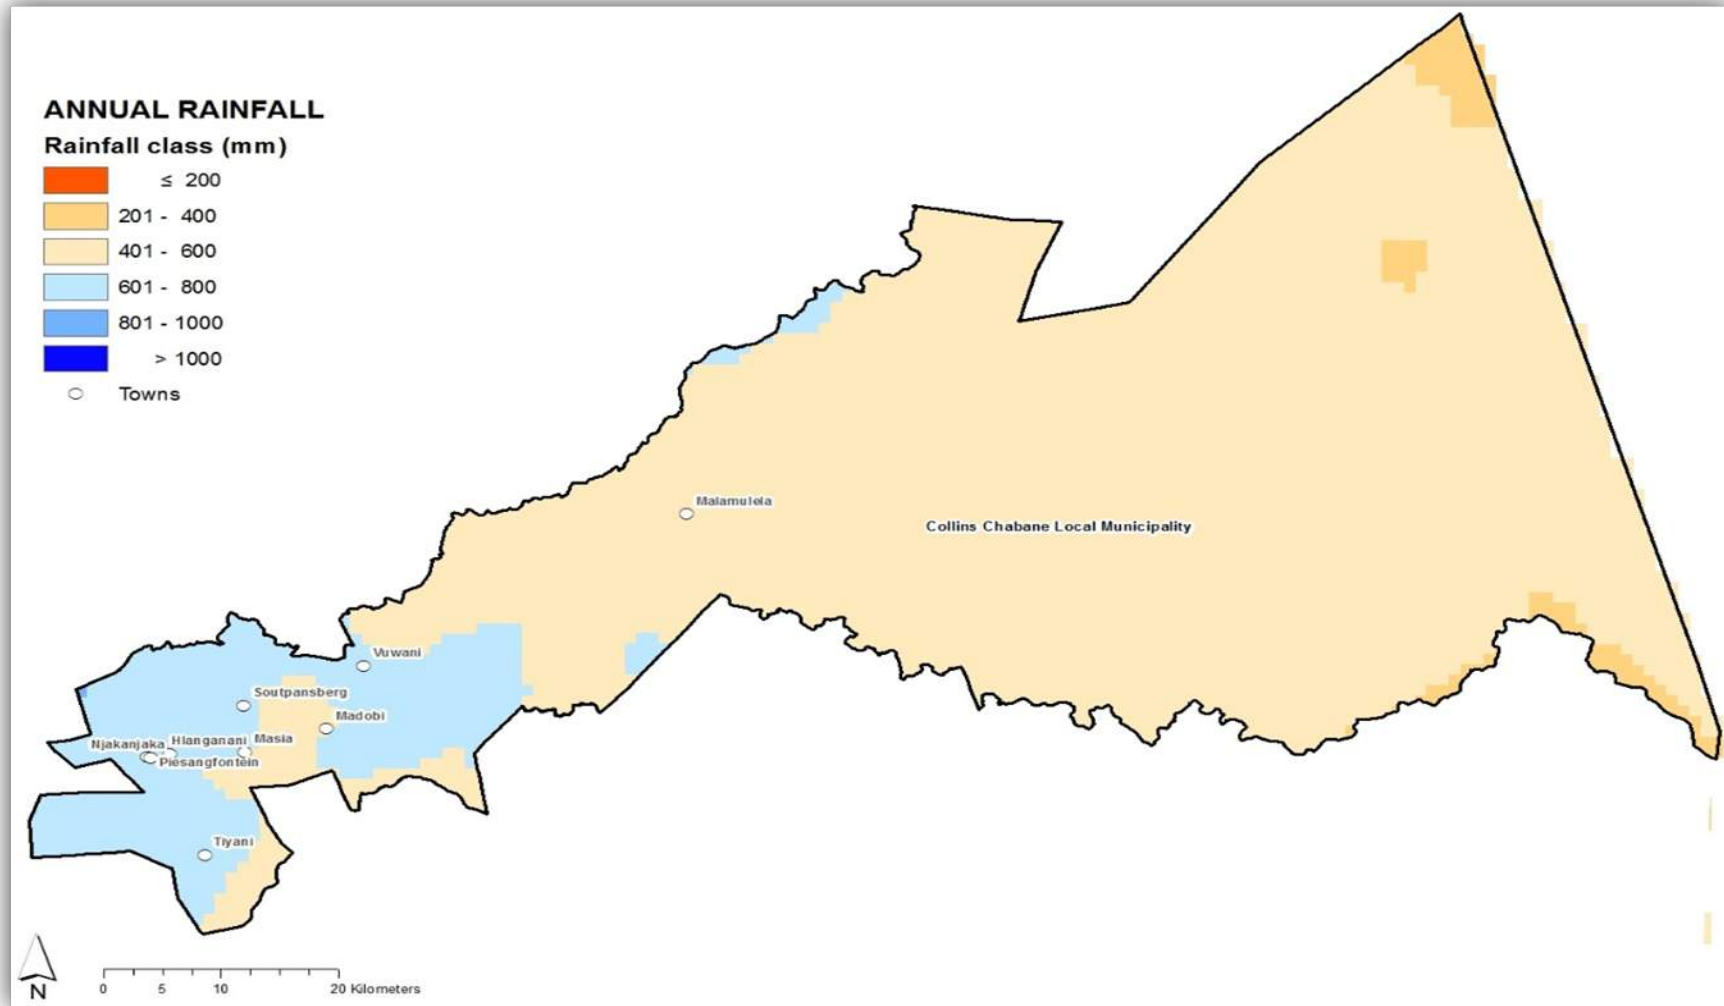 ANNUAL RAINFALL
Rainfall class (mm)
≤ 200
201 - 400
401 - 600
601 - 800
801 - 1000
> 1000
Towns
Malamulela
Collins Chabane Local Municipality
Vuwani
Soutpansberg
Madobi
Njakanjaka
Hlanganani
Masia
Piesangfontein
Tiyani
N
0 5 10 20 Kilometers